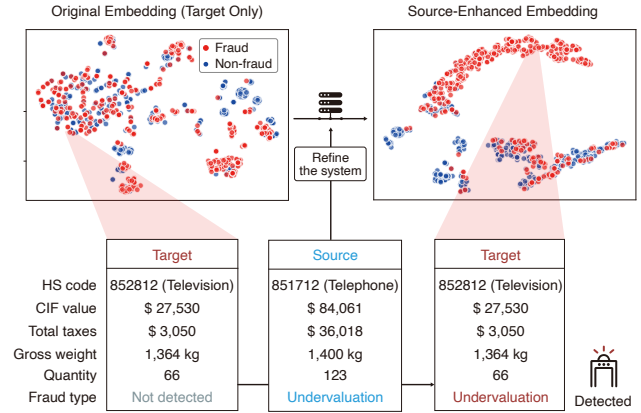 Original Embedding (Target Only)
Source-Enhanced Embedding
Fraud
Non-fraud
Refine
the system
Target
Source
Target
HS code 852812 (Television) 851712 (Telephone) 852812 (Television)
CIF value $ 27,530 $ 84,061 $ 27,530
Total taxes $ 3,050 $ 36,018 $ 3,050
Gross weight 1,364 kg 1,400 kg 1,364 kg
Quantity 66 123 66
Fraud type Not detected Undervaluation Undervaluation
Detected